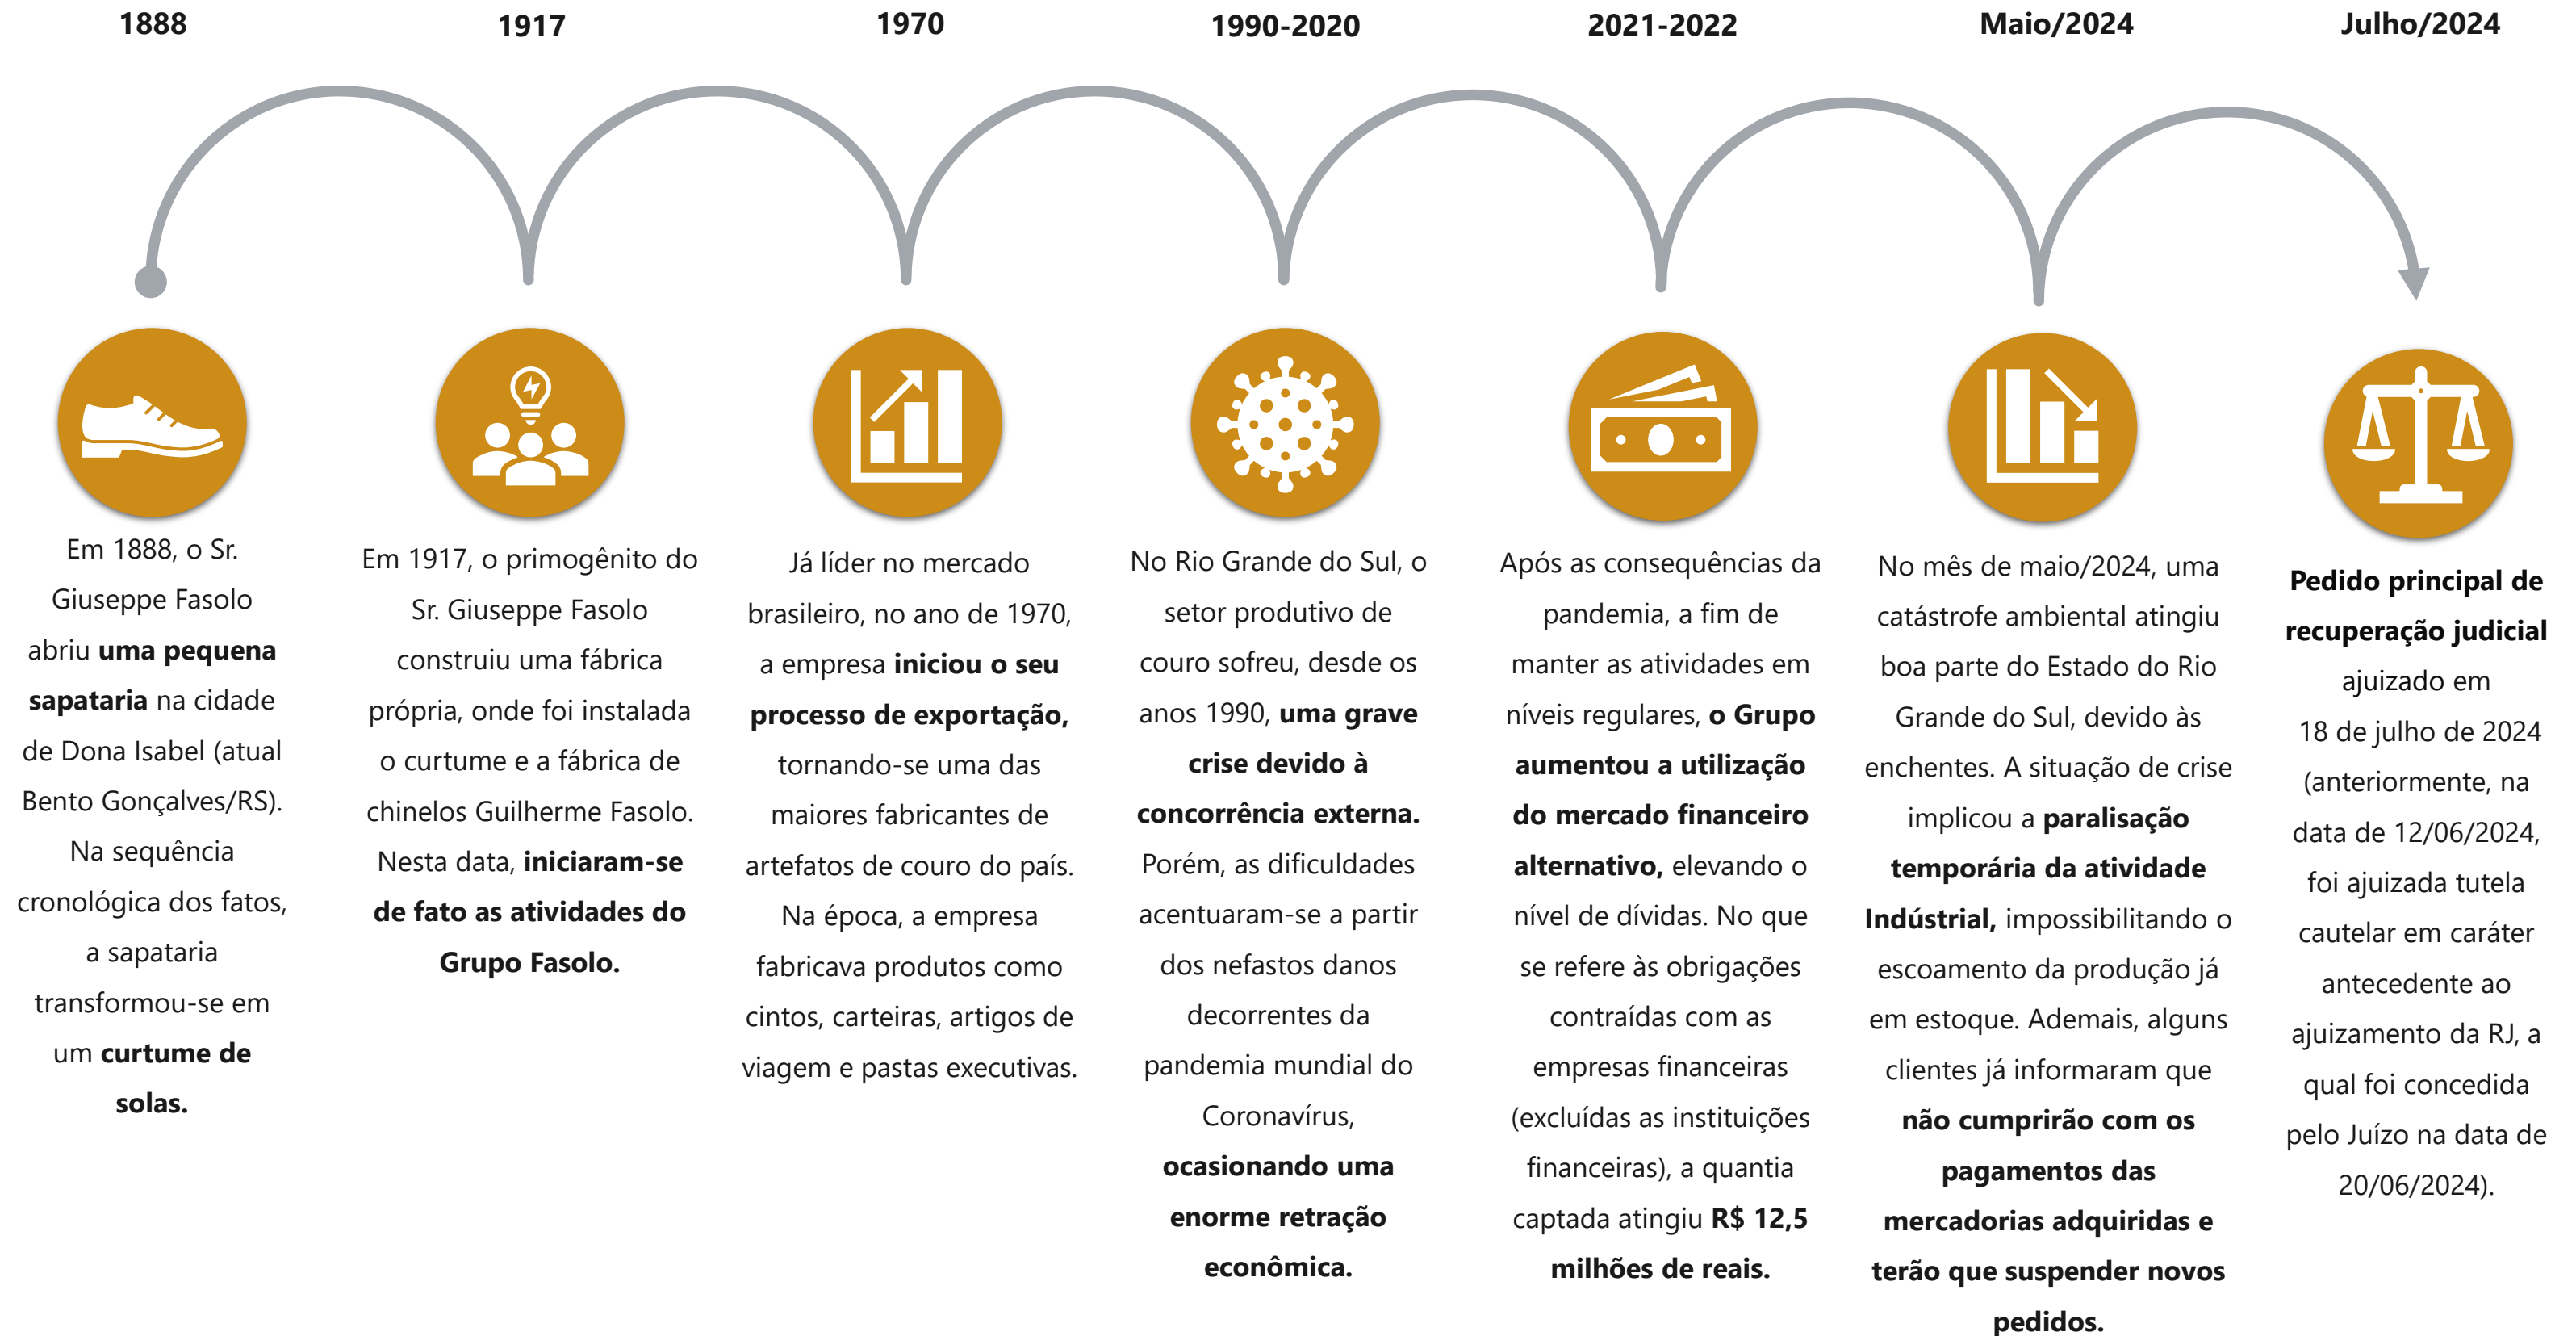 1888
1917
1970
1990-2020
2021-2022
Maio/2024
Julho/2024
Em 1888, o Sr.
Giuseppe Fasolo
abriu uma pequena
sapataria na cidade
de Dona Isabel (atual
Bento Gonçalves/RS).
Na sequência
cronológica dos fatos,
a sapataria
transformou-se em
um curtume de
solas.
Em 1917, o primogênito do
Sr. Giuseppe Fasolo
construiu uma fábrica
própria, onde foi instalada
o curtume e a fábrica de
chinelos Guilherme Fasolo.
Nesta data, iniciaram-se
de fato as atividades do
Grupo Fasolo.
Já líder no mercado
brasileiro, no ano de 1970,
a empresa iniciou o seu
processo de exportação,
tornando-se uma das
maiores fabricantes de
artefatos de couro do país.
Na época, a empresa
fabricava produtos como
cintos, carteiras, artigos de
viagem e pastas executivas.
No Rio Grande do Sul, o
setor produtivo de
couro sofreu, desde os
anos 1990, uma grave
crise devido à
concorrência externa.
Porém, as dificuldades
acentuaram-se a partir
dos nefastos danos
decorrentes da
pandemia mundial do
Coronavírus,
ocasionando uma
enorme retração
econômica.
Após as consequências da
pandemia, a fim de
manter as atividades em
níveis regulares, o Grupo
aumentou a utilização
do mercado financeiro
alternativo, elevando o
nível de dívidas. No que
se refere às obrigações
contraídas com as
empresas financeiras
(excluídas as instituições
financeiras), a quantia
captada atingiu R$ 12,5
milhões de reais.
No mês de maio/2024, uma
catástrofe ambiental atingiu
boa parte do Estado do Rio
Grande do Sul, devido às
enchentes. A situação de crise
implicou a paralisação
temporária da atividade
Indústrial, impossibilitando o
escoamento da produção já
em estoque. Ademais, alguns
clientes já informaram que
não cumprirão com os
pagamentos das
mercadorias adquiridas e
terão que suspender novos
pedidos.
Pedido principal de
recuperação judicial
ajuizado em
18 de julho de 2024
(anteriormente, na
data de 12/06/2024,
foi ajuizada tutela
cautelar em caráter
antecedente ao
ajuizamento da RJ, a
qual foi concedida
pelo Juízo na data de
20/06/2024).